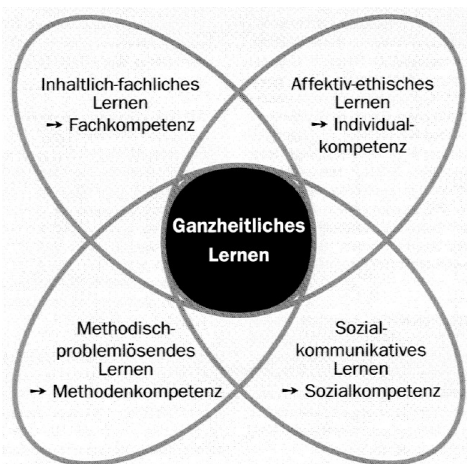 Inhaltlich-fachliches
Lernen
➙ Fachkompetenz
Affektiv-ethisches
Lernen
➙ Individual-
kompetenz
Ganzheitliches
Lernen
Methodisch-
problemlösendes
Lernen
➙ Methodenkompetenz
Sozial-
kommunikatives
Lernen
➙ Sozialkompetenz